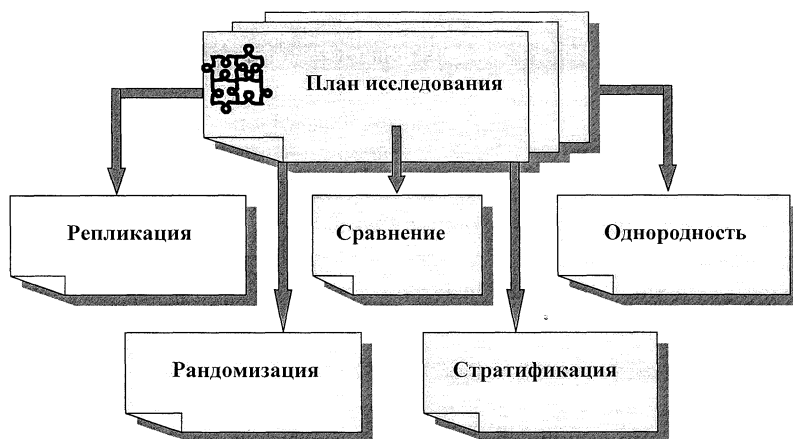 План исследования
Репликация
Сравнение
Однородность
Рандомизация
Стратификация